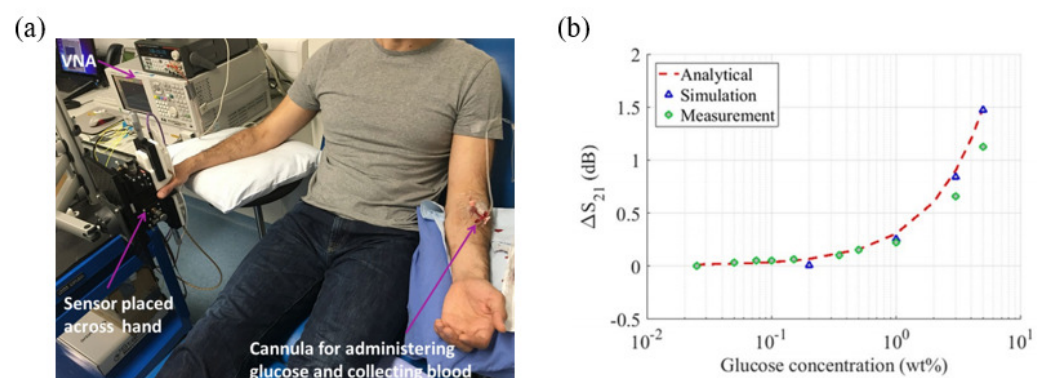 (a)
VNA
Sensor placed
across hand
Cannula for administering
glucose and collecting blood
(b)
ΔS₂₁ (dB)
2
1.5
1
0.5
0
-0.5
Analytical
Simulation
Measurement
10⁻² 10⁻¹ 10⁰ 10¹
Glucose concentration (wt%)